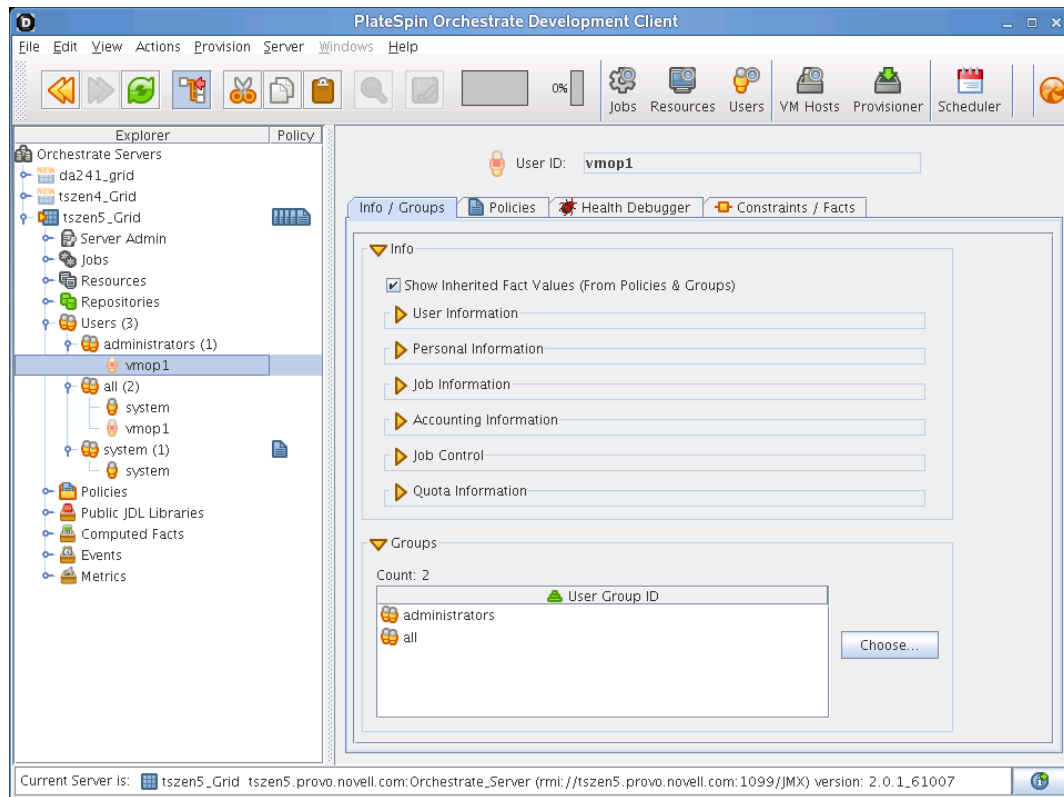 PlateSpin Orchestrate Development Client
File Edit View Actions Provision Server Windows Help
0%
Jobs Resources Users VM Hosts Provisioner Scheduler
Explorer Policy
Orchestrate Servers
NEW da241_grid
NEW tszen4_Grid
tszen5_Grid
Server Admin
Jobs
Resources
Repositories
Users (3)
administrators (1)
vmop1
all (2)
system
vmop1
system (1)
system
Policies
Public JDL Libraries
Computed Facts
Events
Metrics
User ID: vmop1
Info / Groups Policies Health Debugger Constraints / Facts
Info
Show Inherited Fact Values (From Policies & Groups)
User Information
Personal Information
Job Information
Accounting Information
Job Control
Quota Information
Groups
Count: 2
User Group ID
administrators
all
Choose...
Current Server is: tszen5_Grid tszen5.provo.novell.com:Orchestrate_Server (rmi://tszen5.provo.novell.com:1099/JMX) version: 2.0.1_61007